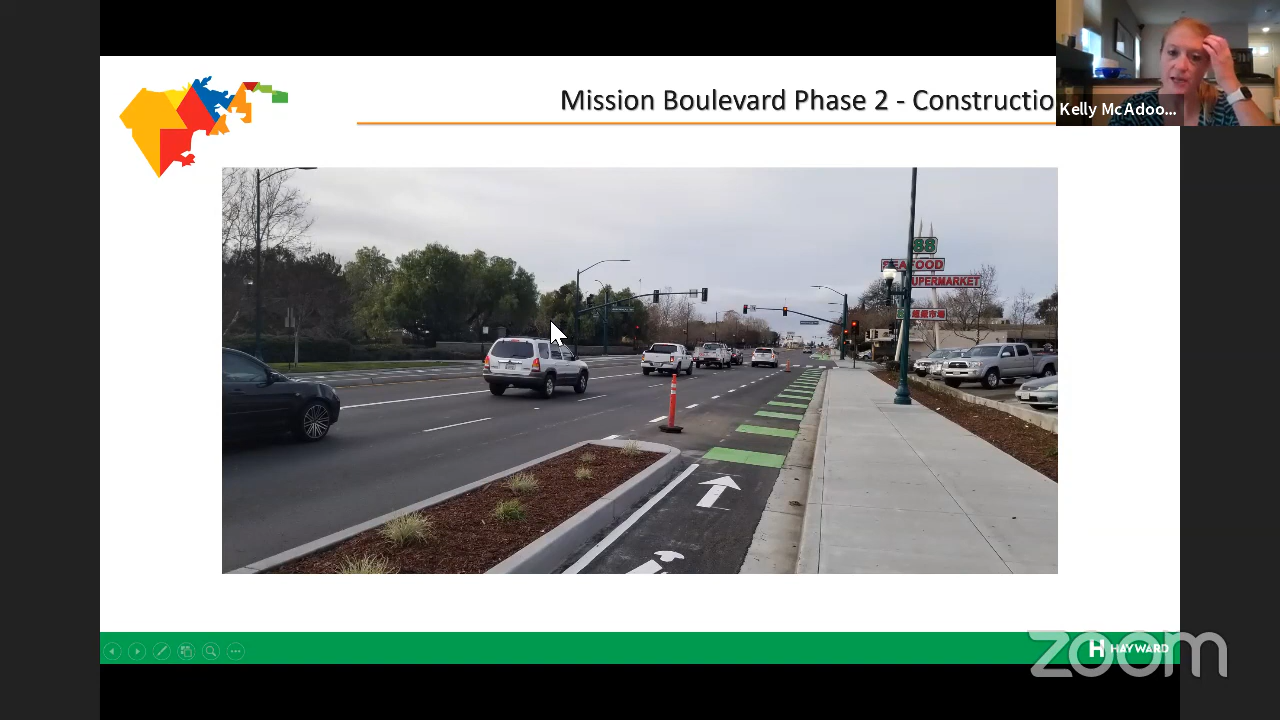 Mission Boulevard Phase 2 - Constructio
Kelly McAdoo...
88
SEAFOOD
SUPERMARKET
H HAYWARD
zoom